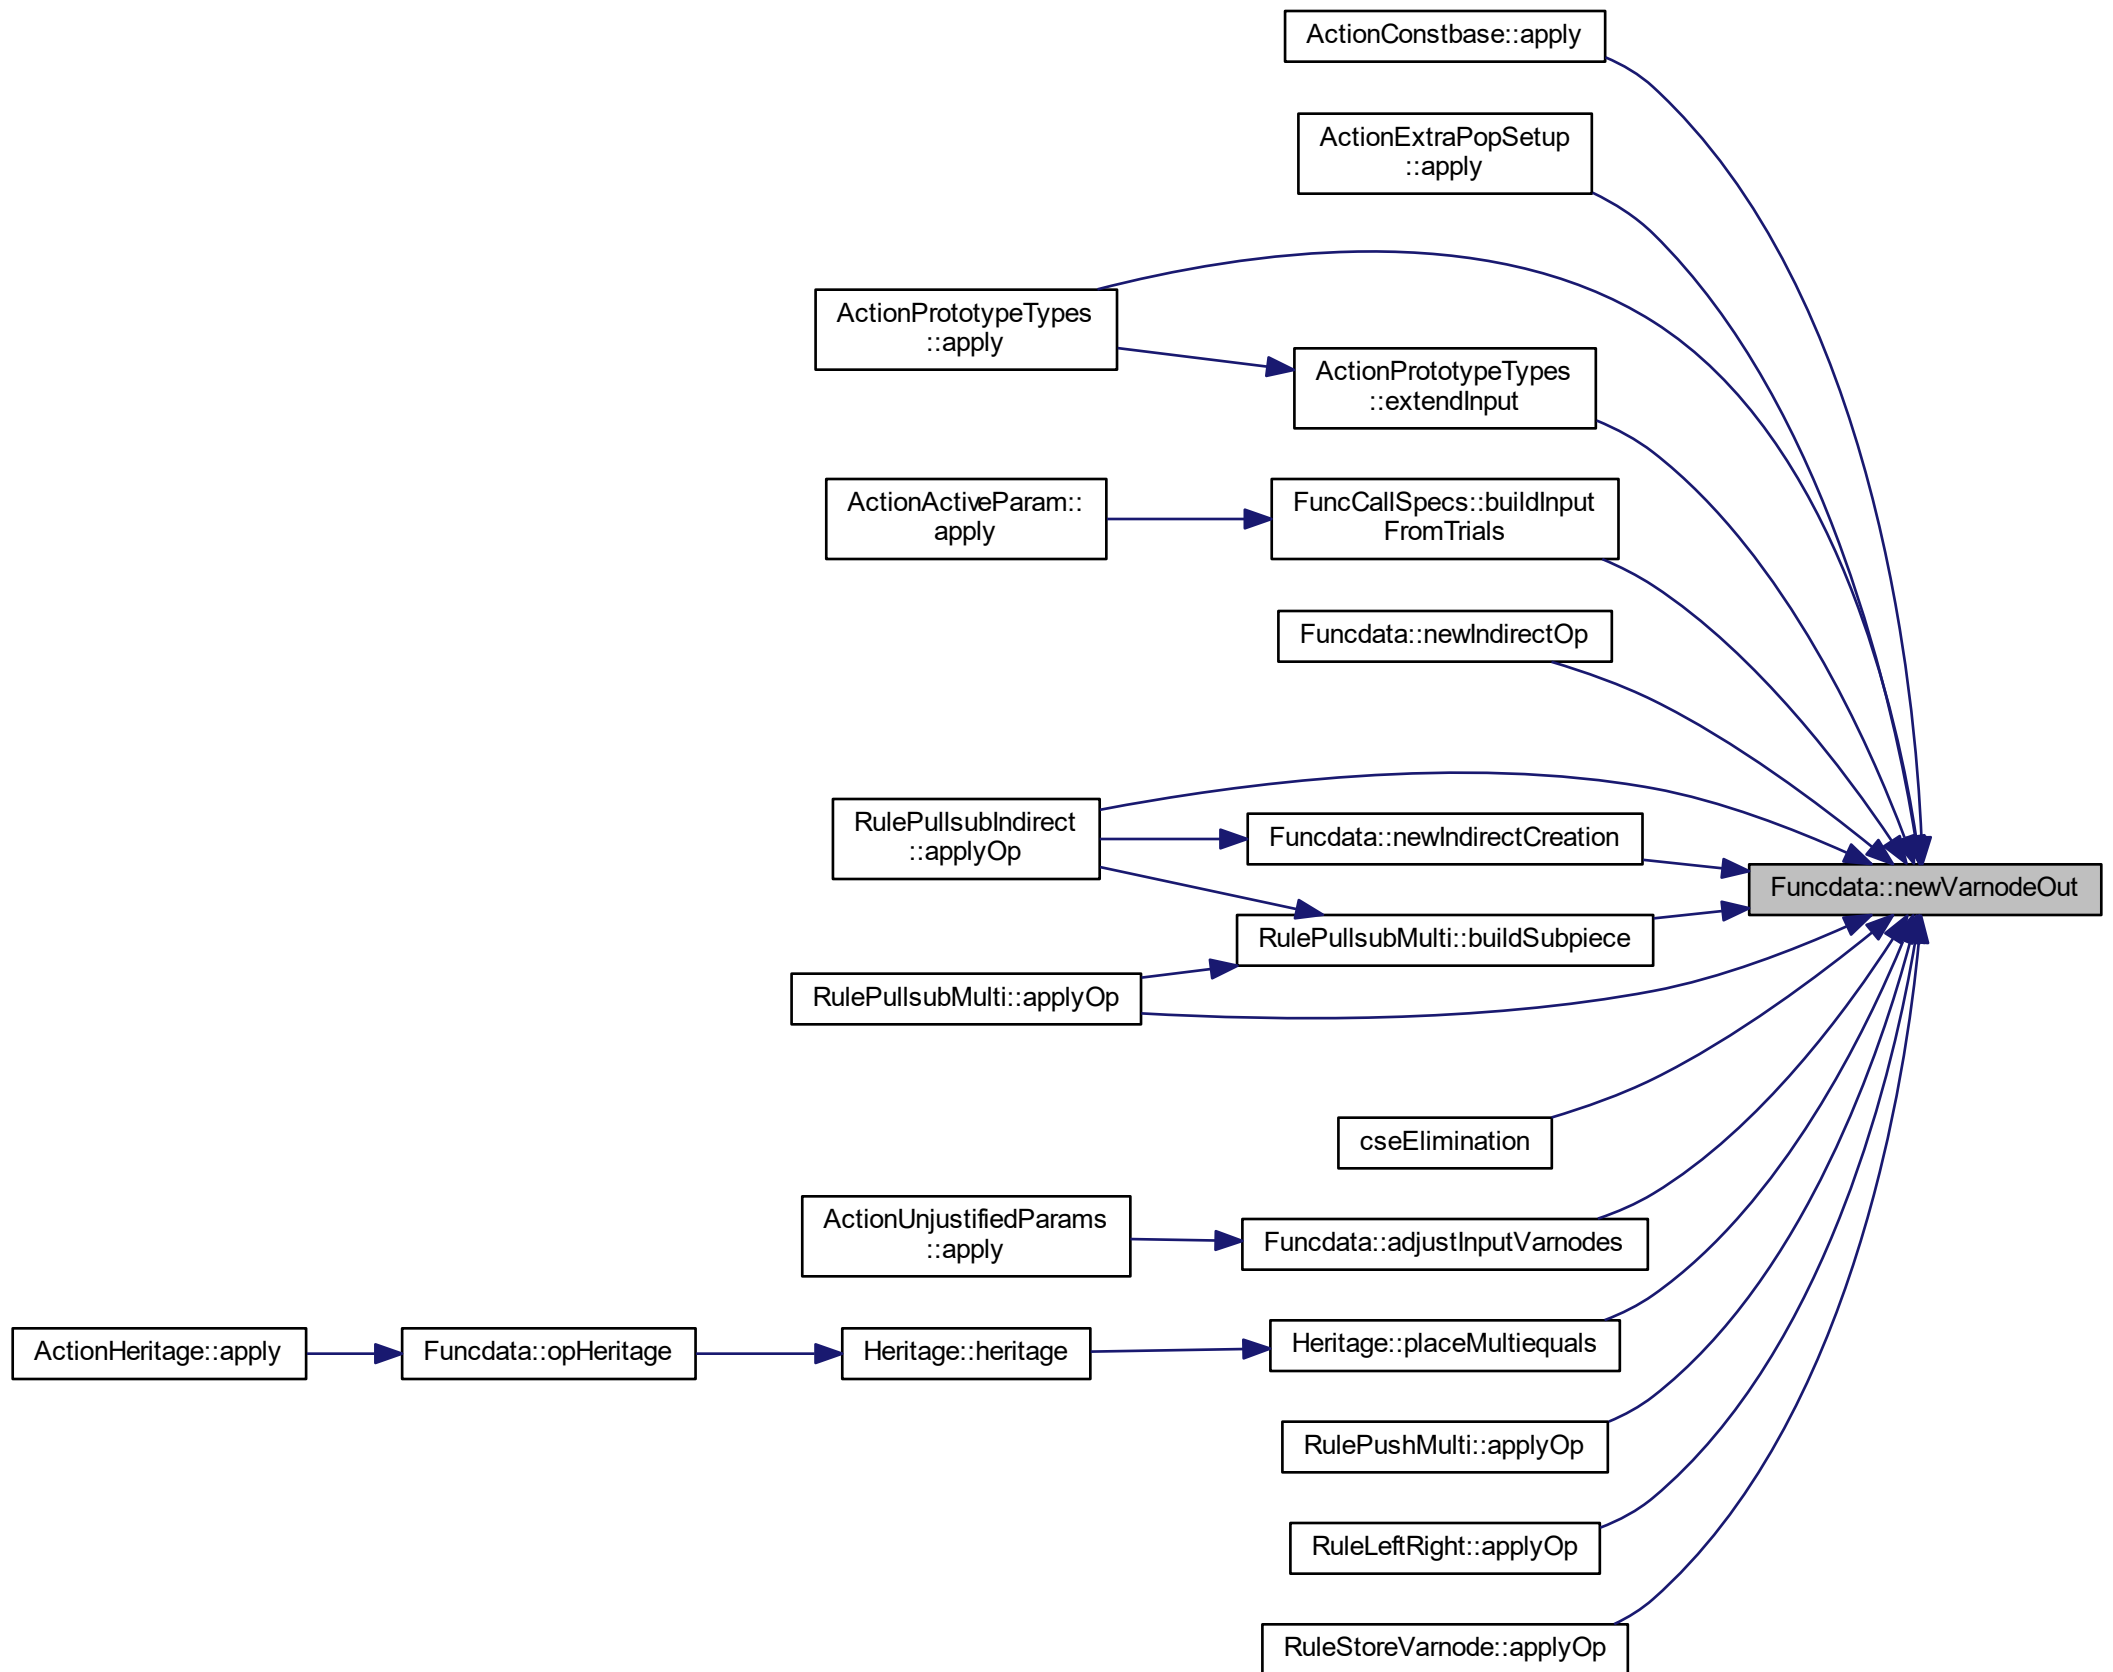 ActionConstbase::apply
ActionExtraPopSetup
::apply
ActionPrototypeTypes
::apply
ActionPrototypeTypes
::extendInput
ActionActiveParam::
apply
FuncCallSpecs::buildInput
FromTrials
Funcdata::newIndirectOp
RulePullsubIndirect
::applyOp
Funcdata::newIndirectCreation
Funcdata::newVarnodeOut
RulePullsubMulti::buildSubpiece
RulePullsubMulti::applyOp
cseElimination
ActionUnjustifiedParams
::apply
Funcdata::adjustInputVarnodes
ActionHeritage::apply
Funcdata::opHeritage
Heritage::heritage
Heritage::placeMultiequals
RulePushMulti::applyOp
RuleLeftRight::applyOp
RuleStoreVarnode::applyOp